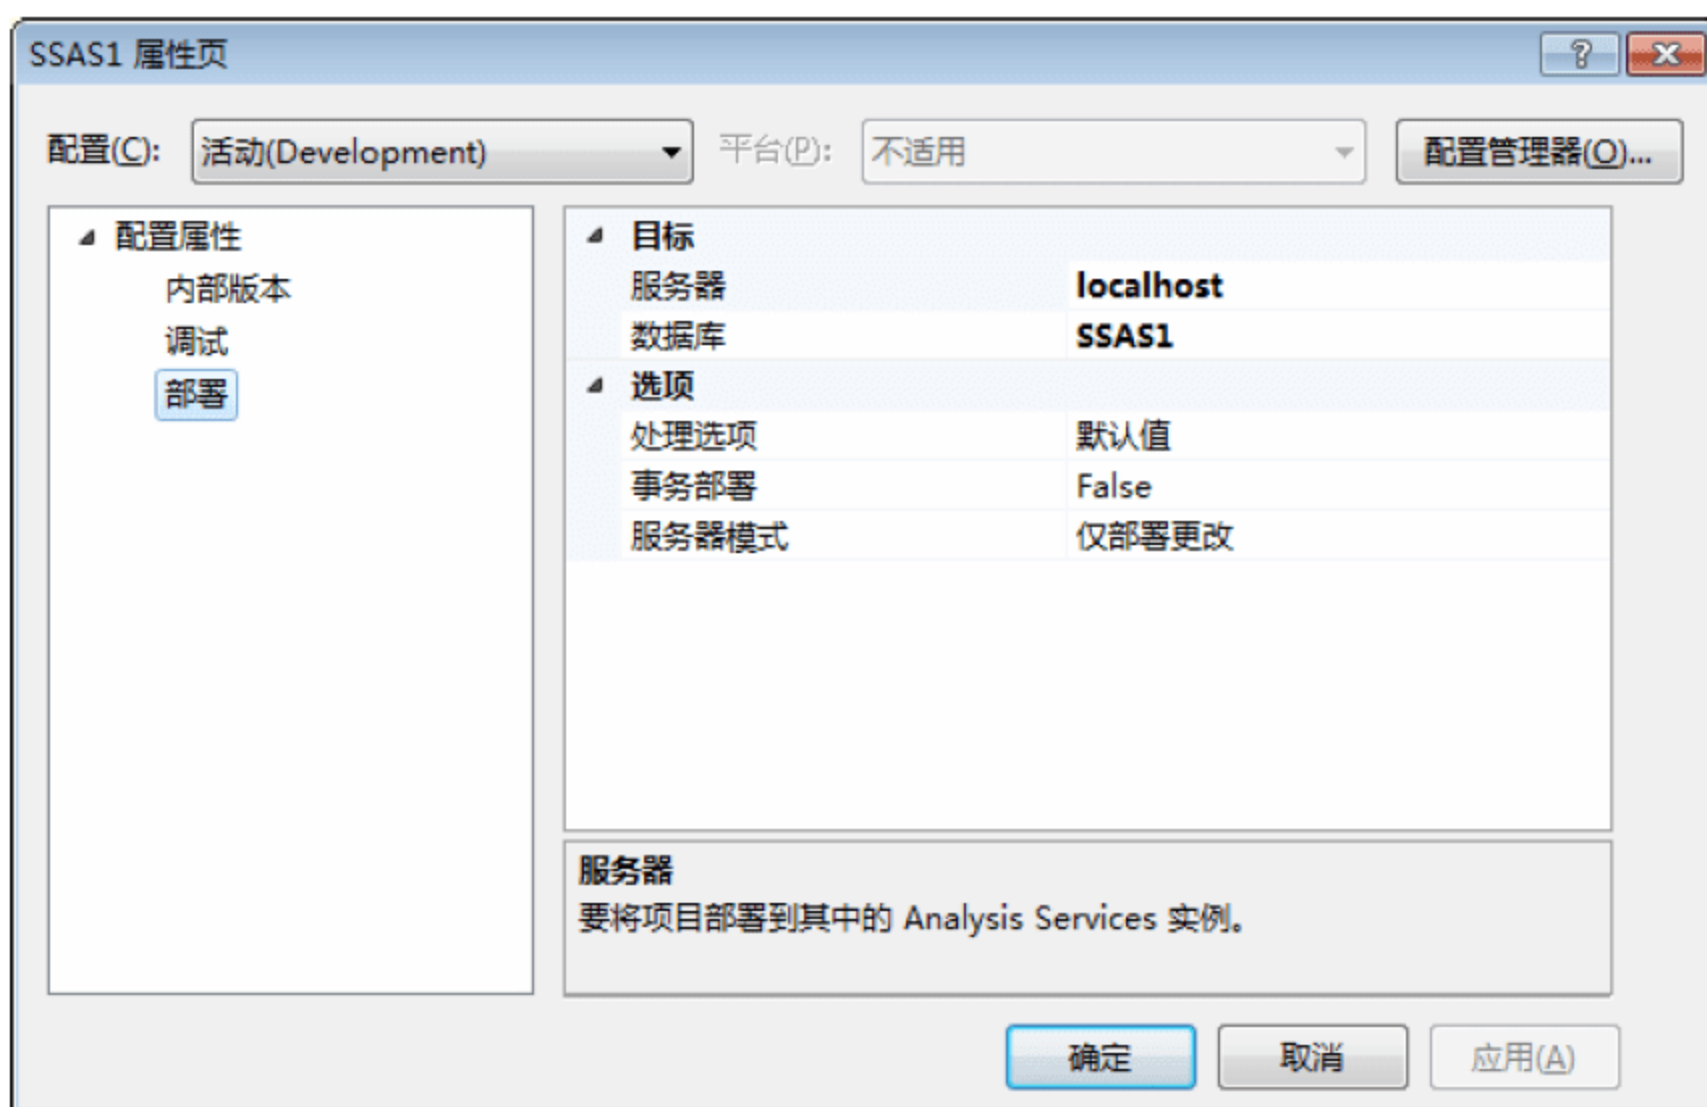 SSAS1 属性页
配置(C): 活动(Development) 平台(P): 不适用 配置管理器(O)...
配置属性
内部版本
调试
部署
目标
服务器 localhost
数据库 SSAS1
选项
处理选项 默认值
事务部署 False
服务器模式 仅部署更改
服务器
要将项目部署到其中的 Analysis Services 实例。
确定 取消 应用(A)